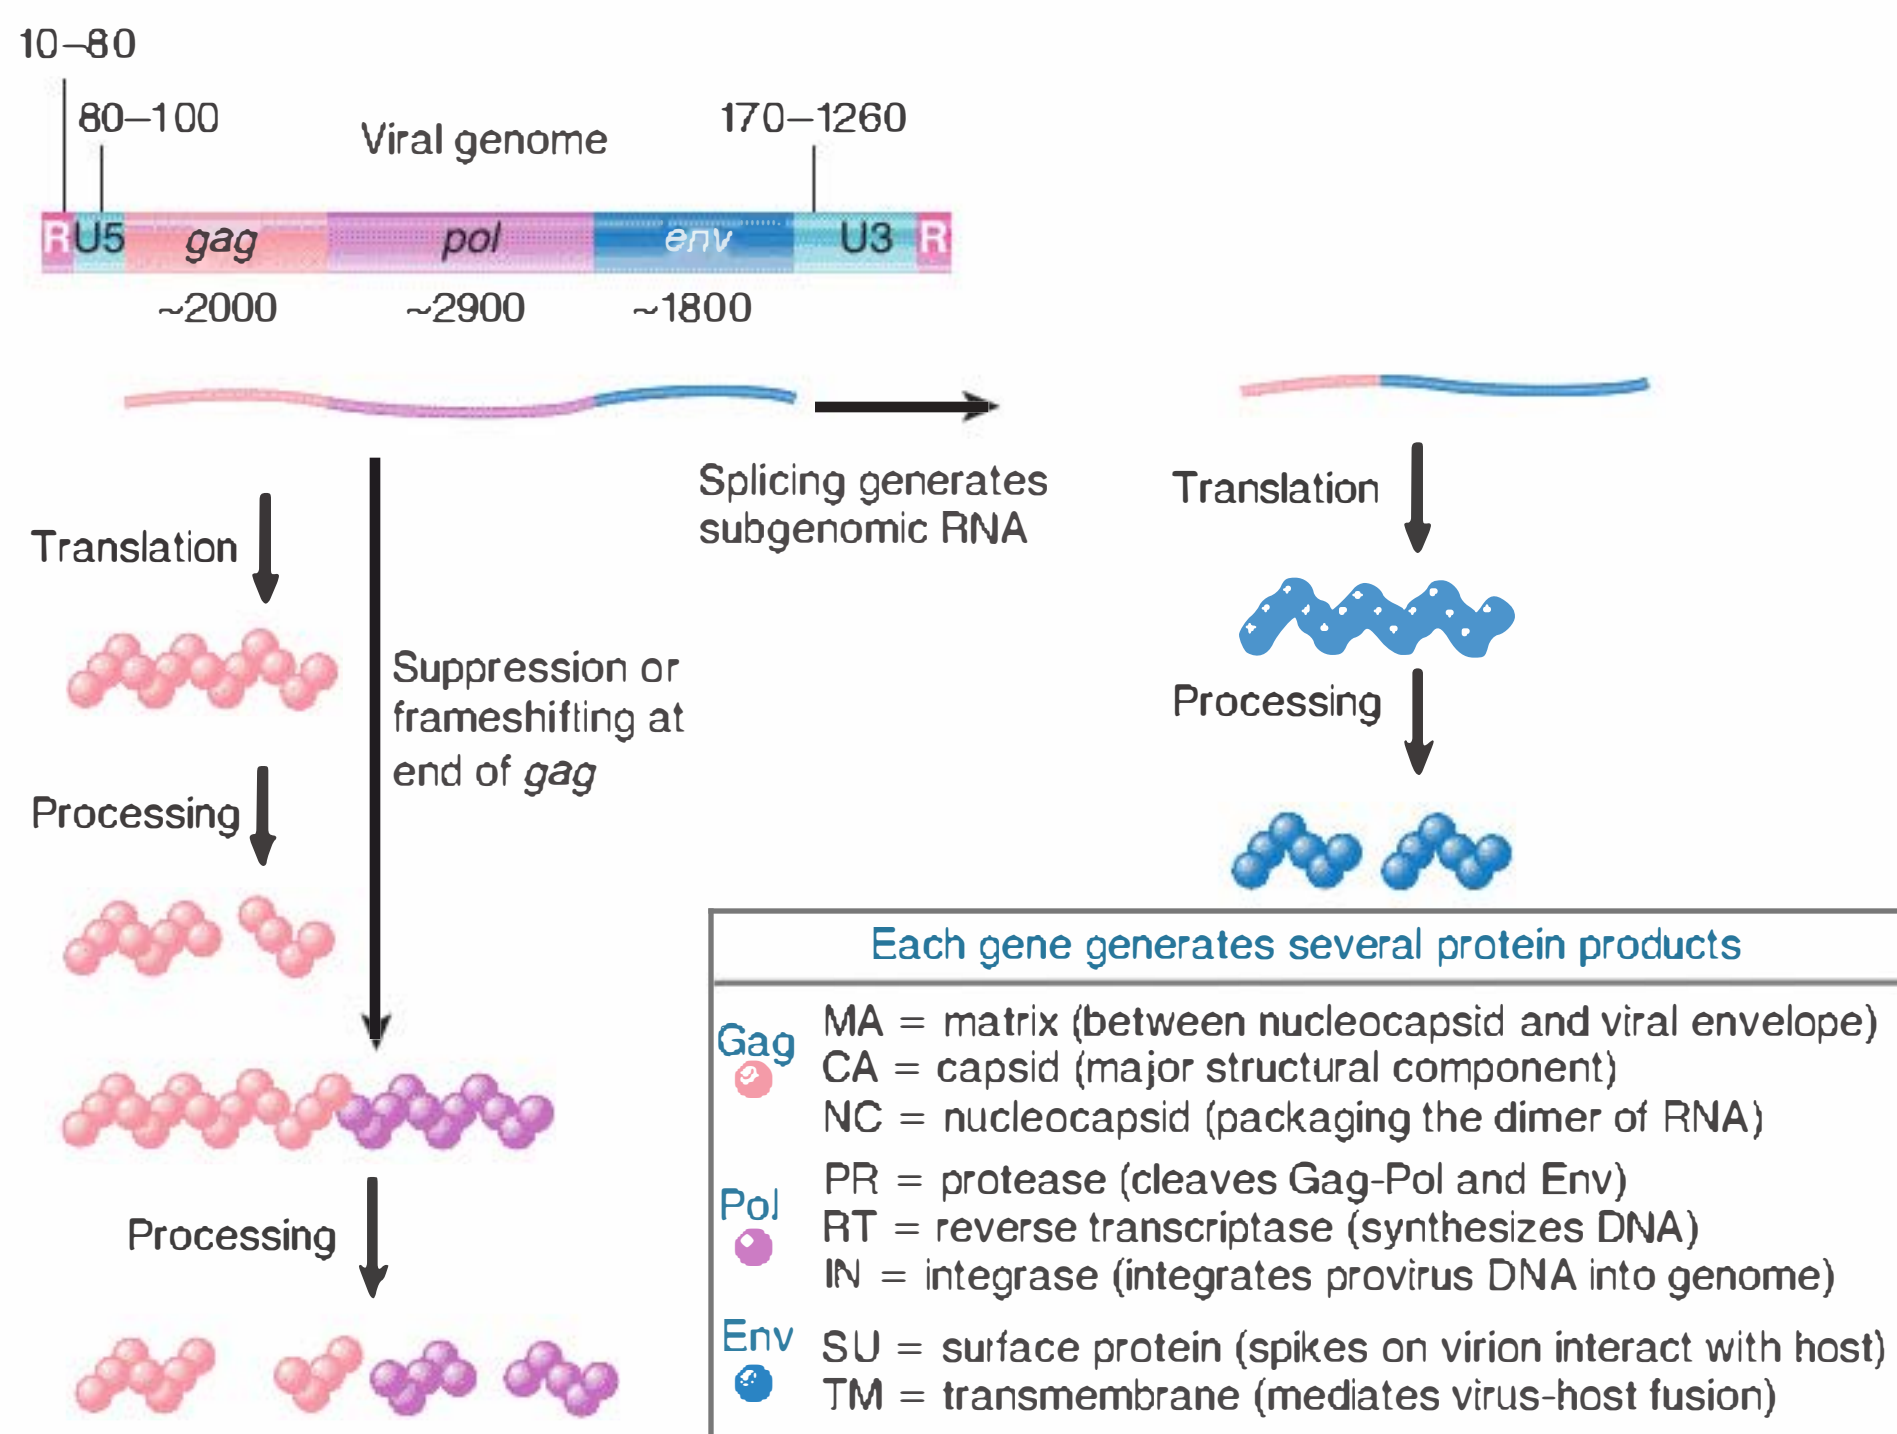 10–80
80–100
Viral genome
170–1260
R U5 gag pol env U3 R
~2000 ~2900 ~1800
Splicing generates
subgenomic RNA
Translation
Translation
Suppression or
frameshifting at
end of gag
Processing
Processing
Processing
Each gene generates several protein products
Gag
MA = matrix (between nucleocapsid and viral envelope)
CA = capsid (major structural component)
NC = nucleocapsid (packaging the dimer of RNA)
Pol
PR = protease (cleaves Gag-Pol and Env)
RT = reverse transcriptase (synthesizes DNA)
IN = integrase (integrates provirus DNA into genome)
Env
SU = surface protein (spikes on virion interact with host)
TM = transmembrane (mediates virus-host fusion)